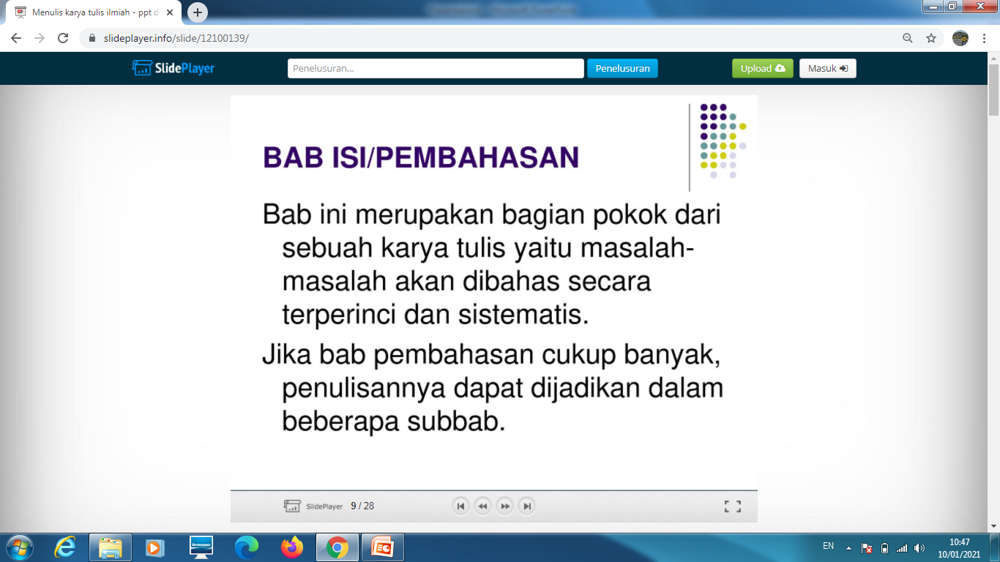 Menulis karya tulis ilmiah - ppt d
slideplayer.info/slide/12100139/
SlidePlayer
Penelusuran...
Penelusuran
Upload
Masuk
BAB ISI/PEMBAHASAN
Bab ini merupakan bagian pokok dari
sebuah karya tulis yaitu masalah-
masalah akan dibahas secara
terperinci dan sistematis.
Jika bab pembahasan cukup banyak,
penulisannya dapat dijadikan dalam
beberapa subbab.
SlidePlayer
9 / 28
lenovo
EN
10:47
10/01/2021